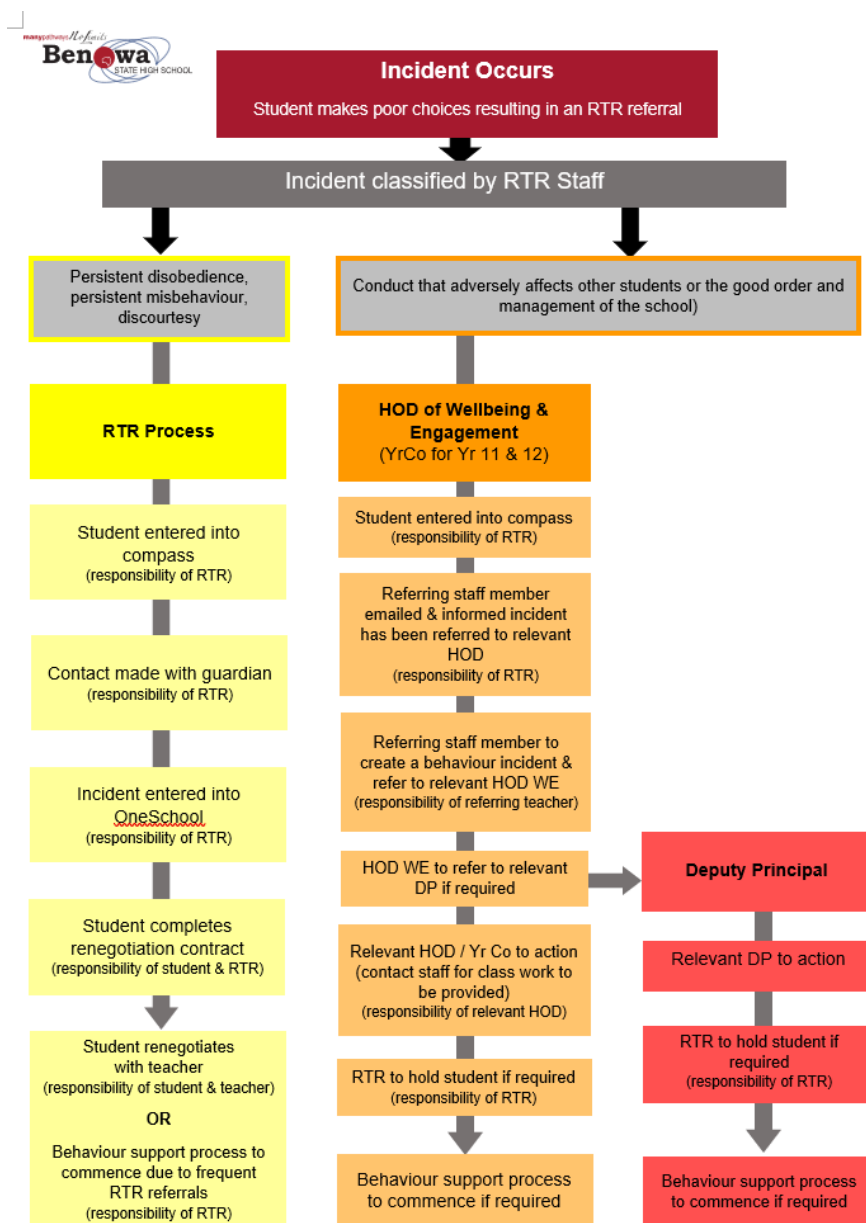 manypathways Nolimits
Benowa
STATE HIGH SCHOOL
Incident Occurs
Student makes poor choices resulting in an RTR referral
Incident classified by RTR Staff
Persistent disobedience,
persistent misbehaviour,
discourtesy
Conduct that adversely affects other students or the good order and
management of the school)
RTR Process
Student entered into
compass
(responsibility of RTR)
Contact made with guardian
(responsibility of RTR)
Incident entered into
OneSchool
(responsibility of RTR)
Student completes
renegotiation contract
(responsibility of student & RTR)
Student renegotiates
with teacher
(responsibility of student & teacher)
OR
Behaviour support process to
commence due to frequent
RTR referrals
(responsibility of RTR)
HOD of Wellbeing &
Engagement
(YrCo for Yr 11 & 12)
Student entered into compass
(responsibility of RTR)
Referring staff member
emailed & informed incident
has been referred to relevant
HOD
(responsibility of RTR)
Referring staff member to
create a behaviour incident &
refer to relevant HOD WE
(responsibility of referring teacher)
HOD WE to refer to relevant
DP if required
Relevant HOD / Yr Co to action
(contact staff for class work to
be provided)
(responsibility of relevant HOD)
RTR to hold student if required
(responsibility of RTR)
Behaviour support process
to commence if required
Deputy Principal
Relevant DP to action
RTR to hold student if
required
(responsibility of RTR)
Behaviour support process
to commence if required